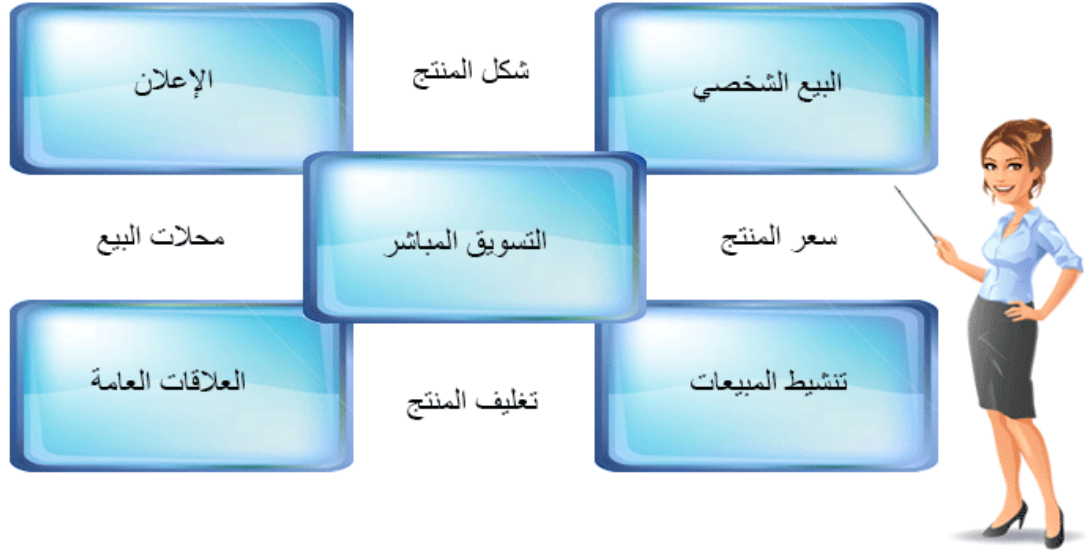 البيع الشخصي
شكل المنتج
الإعلان
سعر المنتج
التسويق المباشر
محلات البيع
تنشيط المبيعات
تغليف المنتج
العلاقات العامة